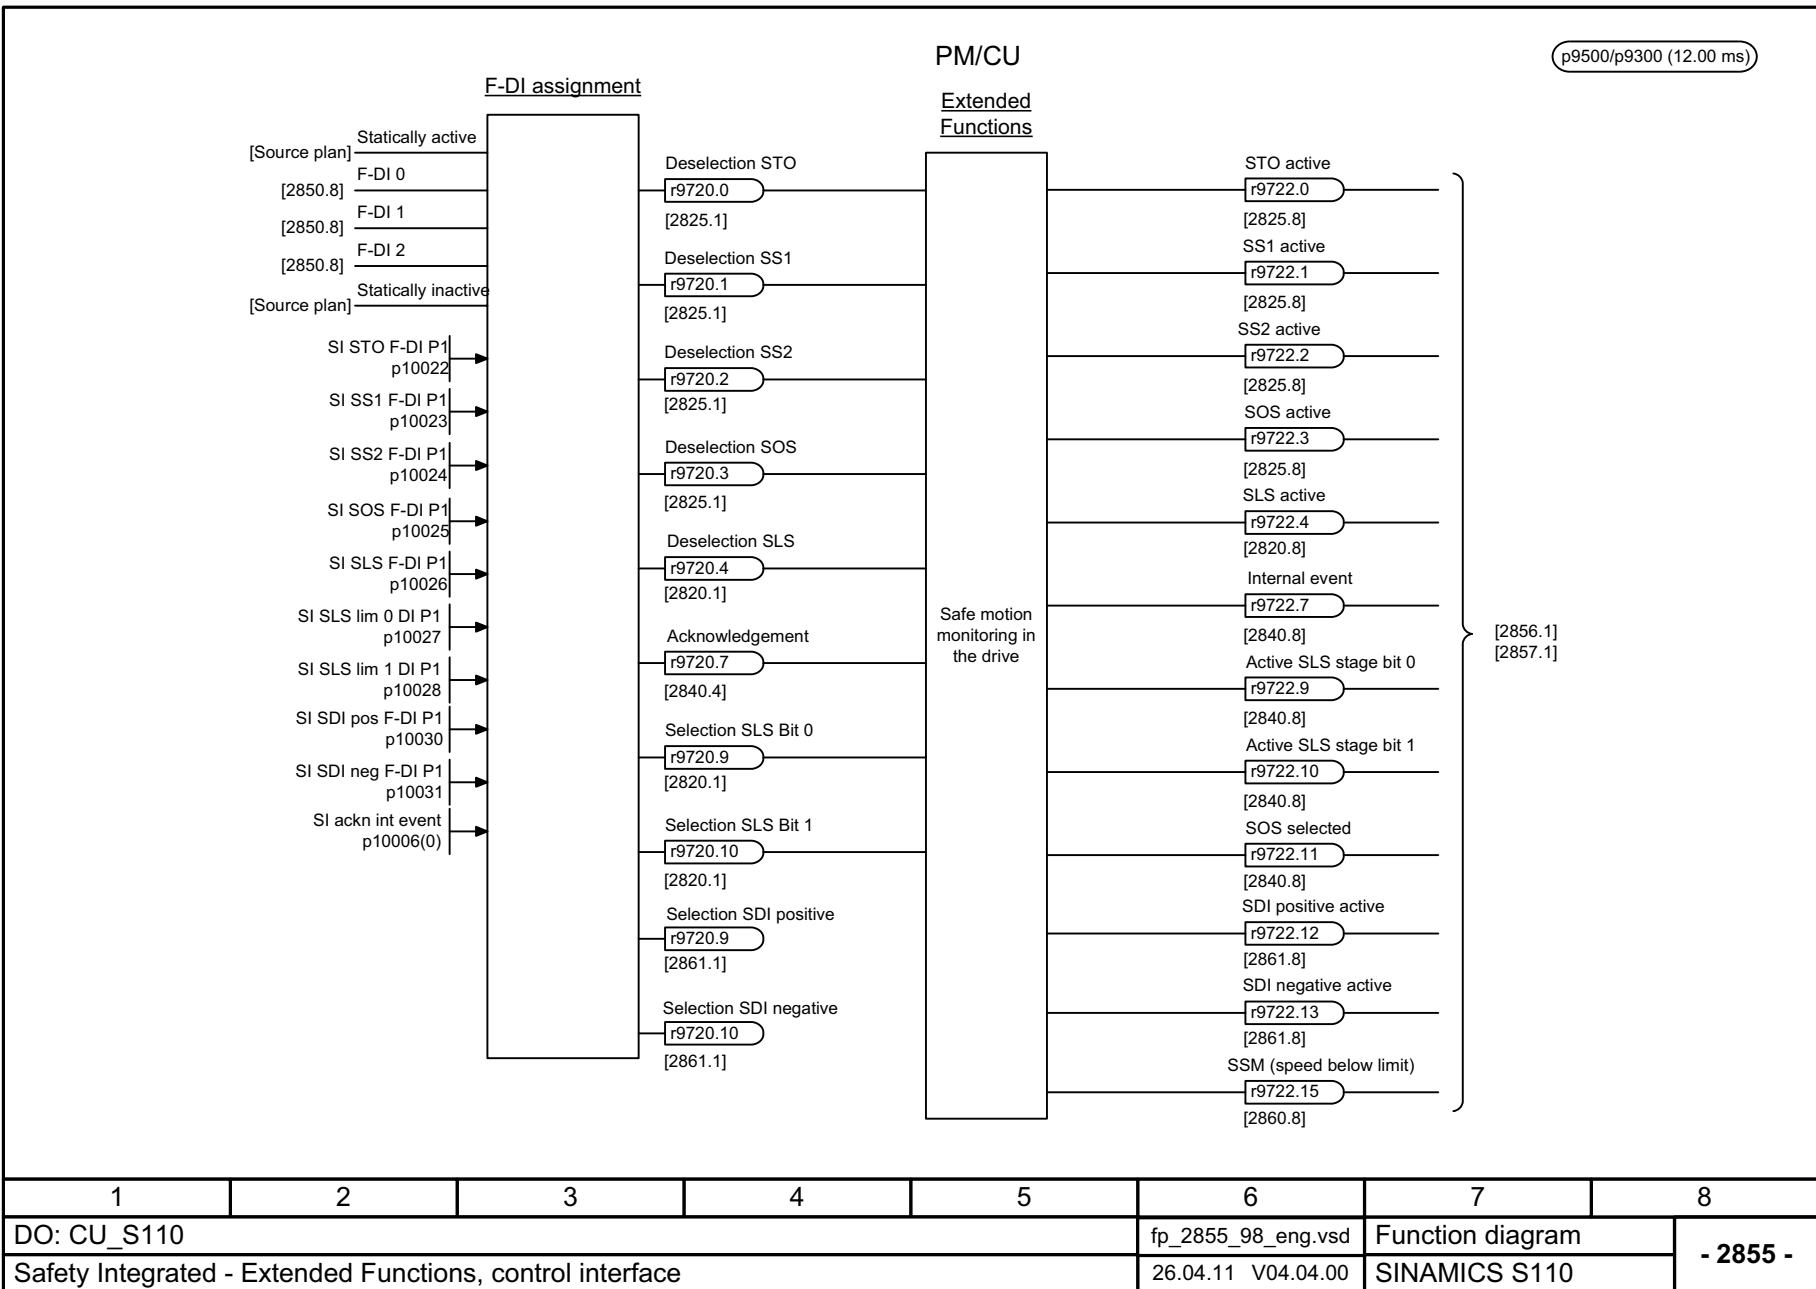 PM/CU
p9500/p9300 (12.00 ms)
F-DI assignment
Extended
Functions
Statically active
[Source plan]
F-DI 0
[2850.8]
F-DI 1
[2850.8]
F-DI 2
[2850.8]
Statically inactive
[Source plan]
SI STO F-DI P1
p10022
SI SS1 F-DI P1
p10023
SI SS2 F-DI P1
p10024
SI SOS F-DI P1
p10025
SI SLS F-DI P1
p10026
SI SLS lim 0 DI P1
p10027
SI SLS lim 1 DI P1
p10028
SI SDI pos F-DI P1
p10030
SI SDI neg F-DI P1
p10031
SI ackn int event
p10006(0)
Deselection STO
r9720.0
[2825.1]
Deselection SS1
r9720.1
[2825.1]
Deselection SS2
r9720.2
[2825.1]
Deselection SOS
r9720.3
[2825.1]
Deselection SLS
r9720.4
[2820.1]
Acknowledgement
r9720.7
[2840.4]
Selection SLS Bit 0
r9720.9
[2820.1]
Selection SLS Bit 1
r9720.10
[2820.1]
Selection SDI positive
r9720.9
[2861.1]
Selection SDI negative
r9720.10
[2861.1]
Safe motion
monitoring in
the drive
STO active
r9722.0
[2825.8]
SS1 active
r9722.1
[2825.8]
SS2 active
r9722.2
[2825.8]
SOS active
r9722.3
[2825.8]
SLS active
r9722.4
[2820.8]
Internal event
r9722.7
[2840.8]
Active SLS stage bit 0
r9722.9
[2840.8]
Active SLS stage bit 1
r9722.10
[2840.8]
SOS selected
r9722.11
[2840.8]
SDI positive active
r9722.12
[2861.8]
SDI negative active
r9722.13
[2861.8]
SSM (speed below limit)
r9722.15
[2860.8]
[2856.1]
[2857.1]
1 2 3 4 5 6 7 8
DO: CU_S110
fp_2855_98_eng.vsd
Function diagram
- 2855 -
Safety Integrated - Extended Functions, control interface
26.04.11 V04.04.00
SINAMICS S110